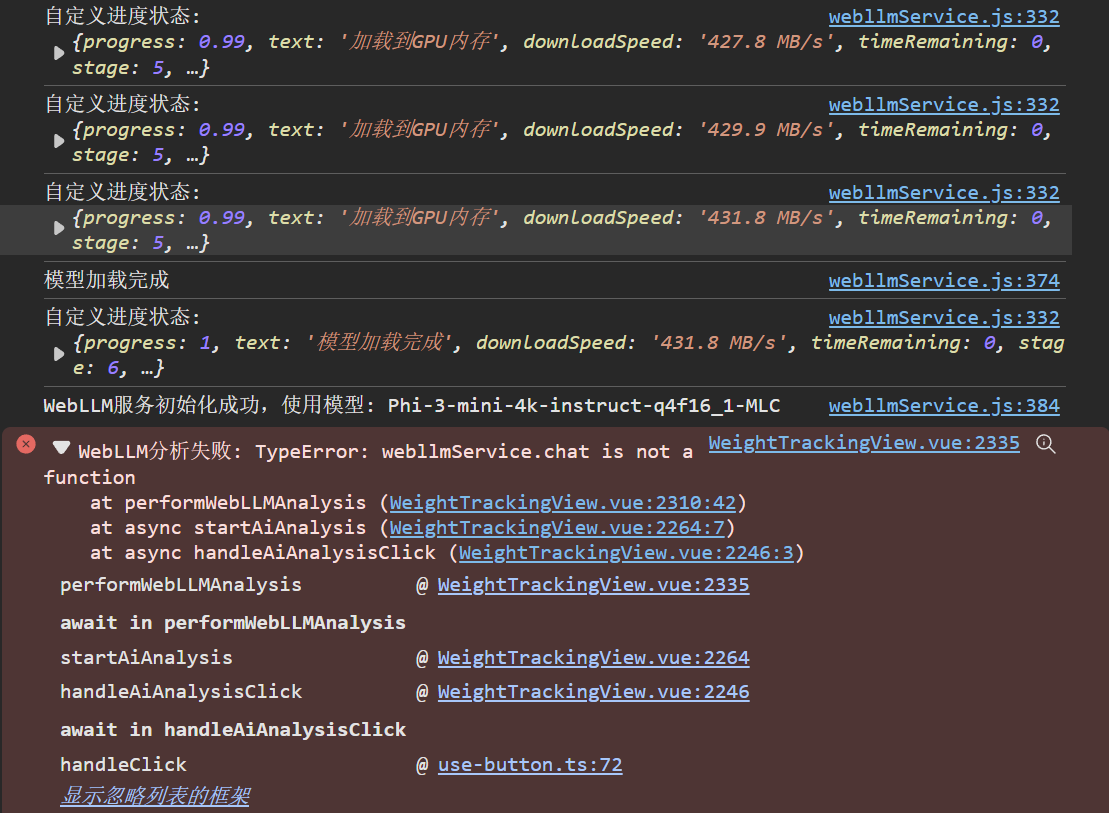 自定义进度状态: webllmService.js:332
{progress: 0.99, text: '加载到GPU内存', downloadSpeed: '427.8 MB/s', timeRemaining: 0,
stage: 5, …}
自定义进度状态: webllmService.js:332
{progress: 0.99, text: '加载到GPU内存', downloadSpeed: '429.9 MB/s', timeRemaining: 0,
stage: 5, …}
自定义进度状态: webllmService.js:332
{progress: 0.99, text: '加载到GPU内存', downloadSpeed: '431.8 MB/s', timeRemaining: 0,
stage: 5, …}
模型加载完成 webllmService.js:374
自定义进度状态: webllmService.js:332
{progress: 1, text: '模型加载完成', downloadSpeed: '431.8 MB/s', timeRemaining: 0, stag
e: 6, …}
WebLLM服务初始化成功，使用模型: Phi-3-mini-4k-instruct-q4f16_1-MLC webllmService.js:384
WebLLM分析失败: TypeError: webllmService.chat is not a WeightTrackingView.vue:2335
function
at performWebLLMAnalysis (WeightTrackingView.vue:2310:42)
at async startAiAnalysis (WeightTrackingView.vue:2264:7)
at async handleAiAnalysisClick (WeightTrackingView.vue:2246:3)
performWebLLMAnalysis @ WeightTrackingView.vue:2335
await in performWebLLMAnalysis
startAiAnalysis @ WeightTrackingView.vue:2264
handleAiAnalysisClick @ WeightTrackingView.vue:2246
await in handleAiAnalysisClick
handleClick @ use-button.ts:72
显示忽略列表的框架